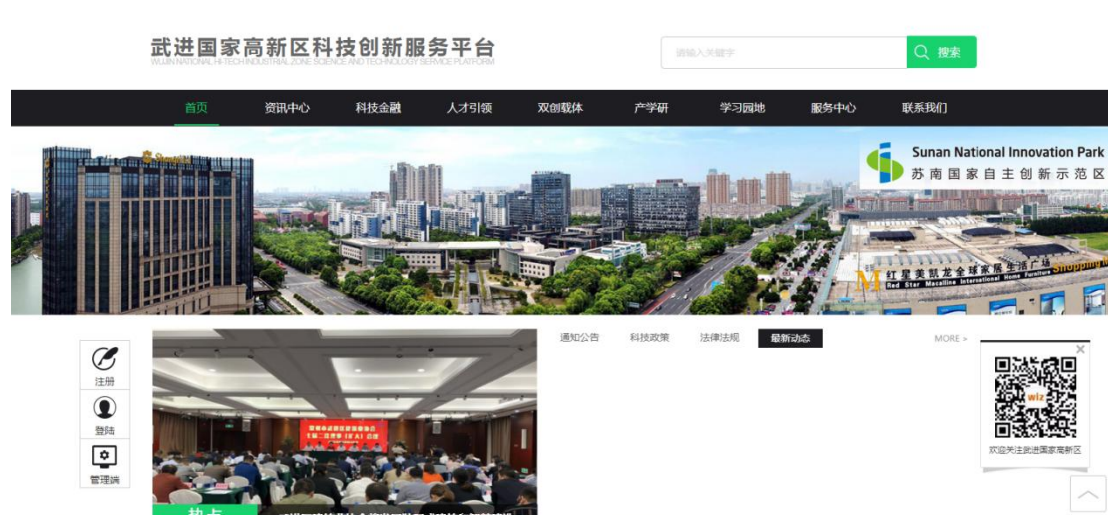 武进国家高新区科技创新服务平台
WUJIN NATIONAL HI-TECH INDUSTRIAL ZONE SCIENCE AND TECHNOLOGY SERVICE PLATFORM
请输入关键字
搜索
首页 资讯中心 科技金融 人才引领 双创载体 产学研 学习园地 服务中心 联系我们
Sunan National Innovation Park
苏南国家自主创新示范区
红星美凯龙全球家居生活广场
Red Star Macalline International Home Furniture Shopping M
通知公告 科技政策 法律法规 最新动态 MORE >
注册
登陆
管理端
wiz
欢迎关注武进国家高新区
热点